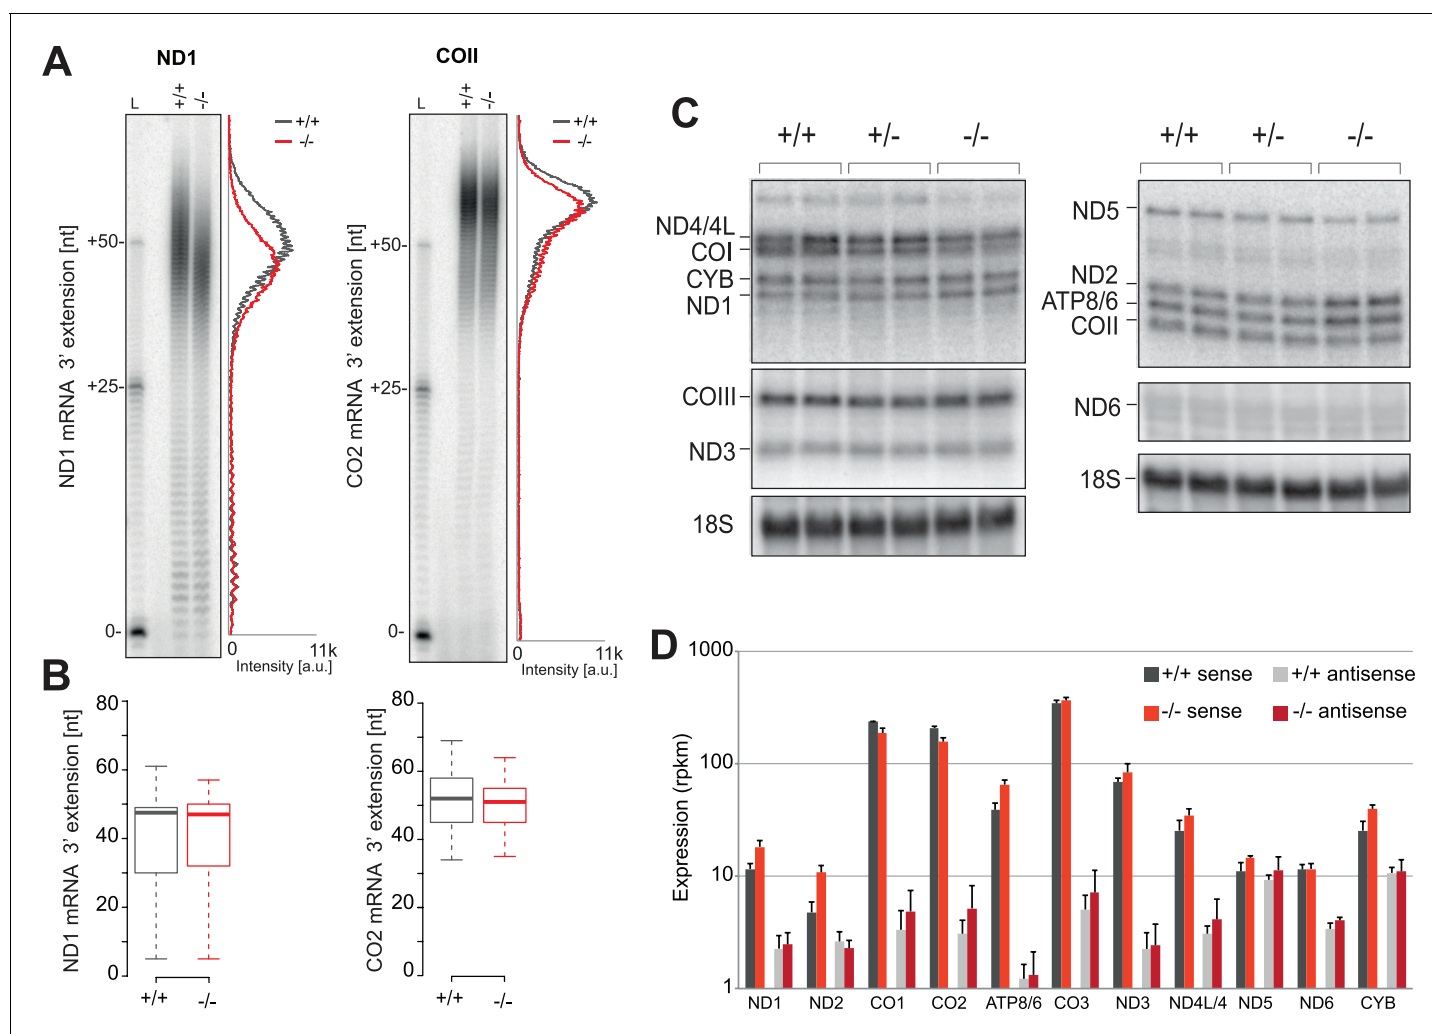 A
ND1
COII
L
+/+
-/-
L
+/+
-/-
+/+
-/-
+/+
-/-
ND1 mRNA 3' extension [nt]
+50-
+25-
0-
0
11k
Intensity [a.u.]
CO2 mRNA 3' extension [nt]
+50-
+25-
0-
0
11k
Intensity [a.u.]
B
ND1 mRNA 3' extension [nt]
80
60
40
20
0
+/+
-/-
CO2 mRNA 3' extension [nt]
80
60
50
40
20
0
+/+
-/-
C
+/+
+/-
-/-
ND4/4L
COI
CYB
ND1
COIII
ND3
18S
+/+
+/-
-/-
ND5
ND2
ATP8/6
COII
ND6
18S
D
Expression (rpkm)
1000
100
10
1
+/+ sense
+/+ antisense
-/- sense
-/- antisense
ND1
ND2
CO1
CO2
ATP8/6
CO3
ND3
ND4L/4
ND5
ND6
CYB